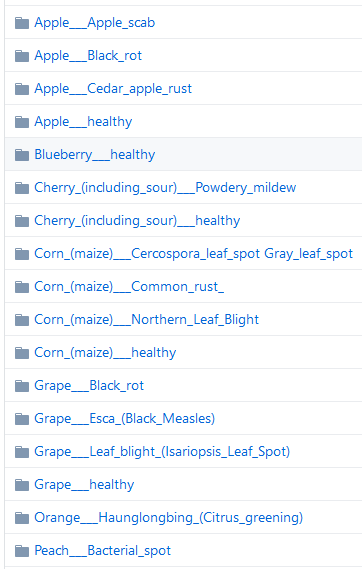 Apple___Apple_scab
Apple___Black_rot
Apple___Cedar_apple_rust
Apple___healthy
Blueberry___healthy
Cherry_(including_sour)___Powdery_mildew
Cherry_(including_sour)___healthy
Corn_(maize)___Cercospora_leaf_spot Gray_leaf_spot
Corn_(maize)___Common_rust_
Corn_(maize)___Northern_Leaf_Blight
Corn_(maize)___healthy
Grape___Black_rot
Grape___Esca_(Black_Measles)
Grape___Leaf_blight_(Isariopsis_Leaf_Spot)
Grape___healthy
Orange___Haunglongbing_(Citrus_greening)
Peach___Bacterial_spot